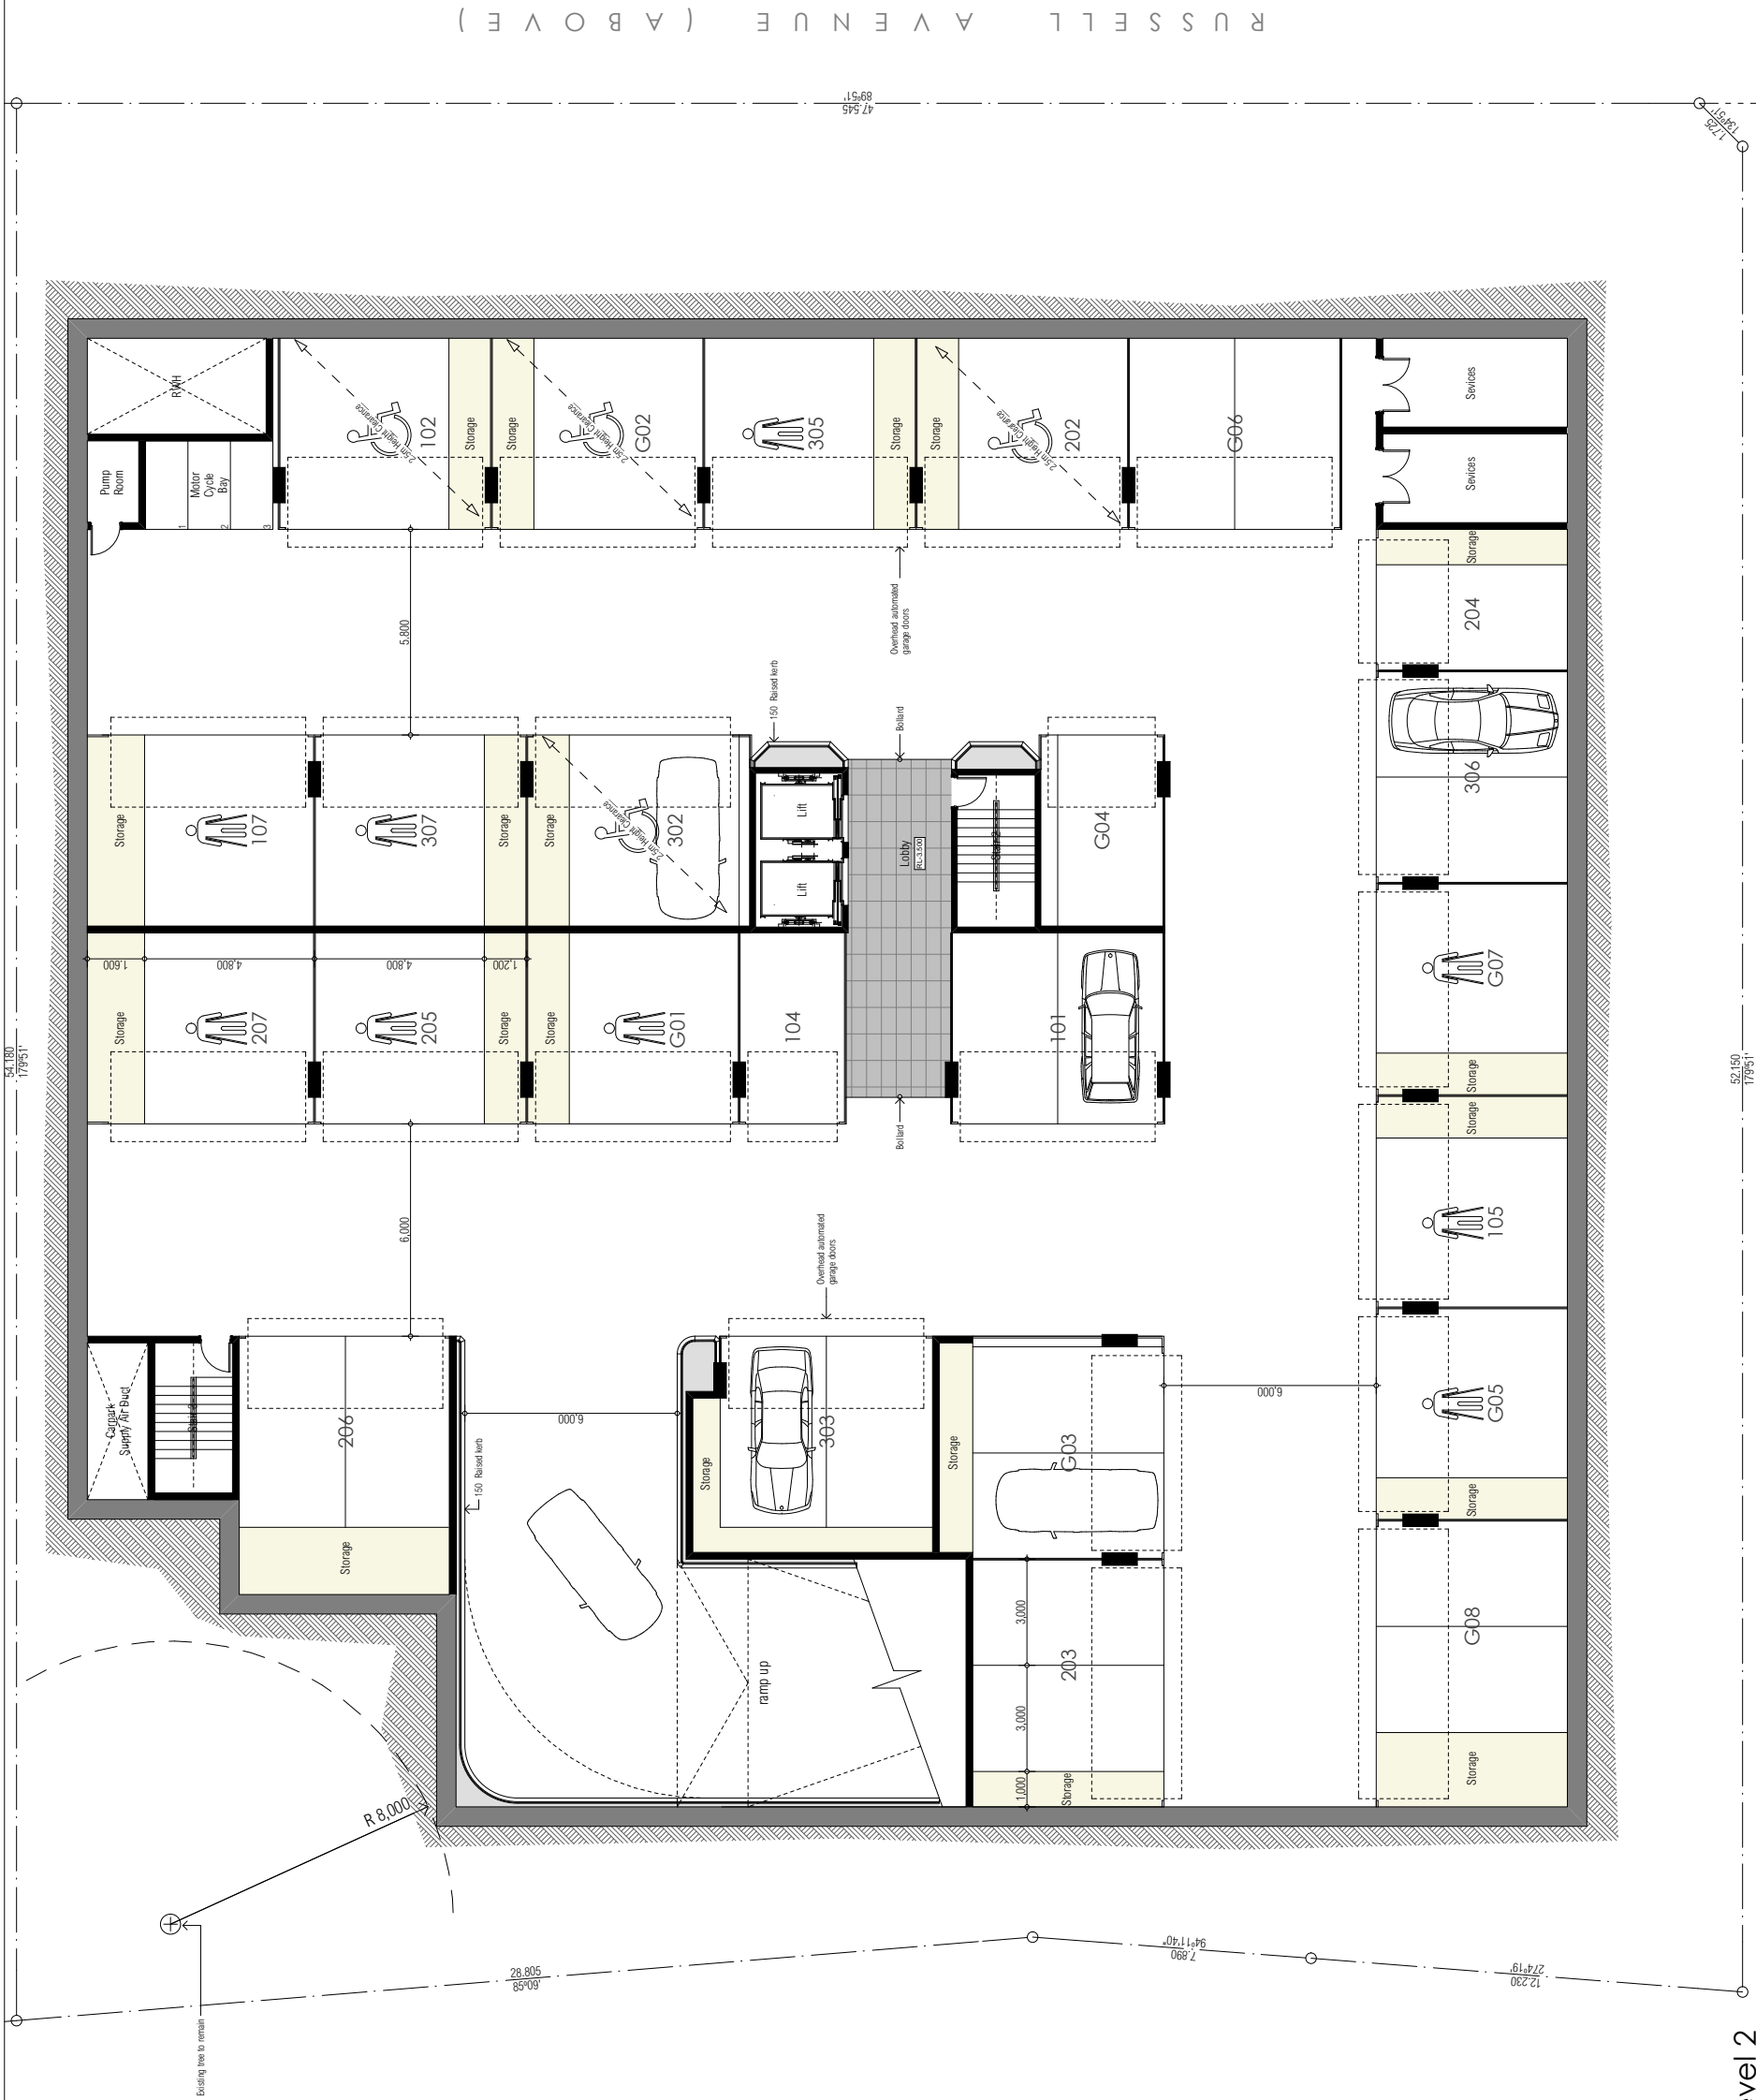 RUSSELL AVENUE (ABOVE)
89°51'
47.545
1.725
134°51'
54.180
179°51'
52.150
179°51'
RWH
Pump
Room
Motor
Cycle
Bay
1
2
3
2.5m Height Clearance
102
Storage
Storage
2.5m Height Clearance
G02
305
Storage
Storage
2.5m Height Clearance
202
G06
Sevices
Sevices
Storage
204
306
G07
Storage
Storage
105
G05
Storage
G08
Storage
5.800
Overhead automated
garage doors
150 Raised kerb
Bollard
Storage
107
307
Storage
Storage
2.5m Height Clearance
302
Lift
Lift
Lobby
RL-3.500
G04
1.600
4,800
4,800
1,200
Storage
207
205
Storage
Storage
G01
104
101
Bollard
6,000
Overhead automated
garage doors
Carpark
Supply Air Duct
206
Storage
150 Raised kerb
6,000
Storage
303
Storage
G03
6,000
ramp up
3,000
3,000
1,000
203
Storage
R 8,000
Existing tree to remain
28.805
85°09'
94°11'40"
7.890
274°19'
12.230
vel 2